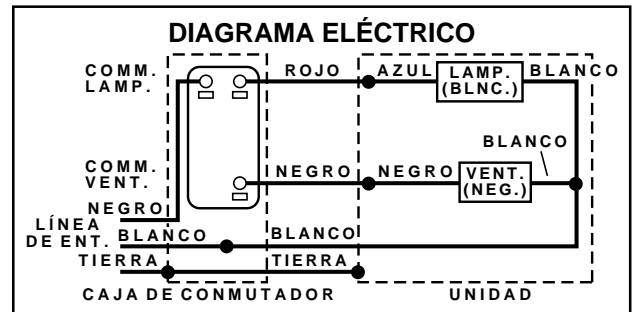 DIAGRAMA ELÉCTRICO
COMM.
LAMP.
ROJO
AZUL
LAMP.
(BLNC.)
BLANCO
BLANCO
COMM.
VENT.
NEGRO
NEGRO
VENT.
(NEG.)
NEGRO
LÍNEA
DE ENT.
BLANCO
BLANCO
TIERRA
TIERRA
CAJA DE CONMUTADOR
UNIDAD